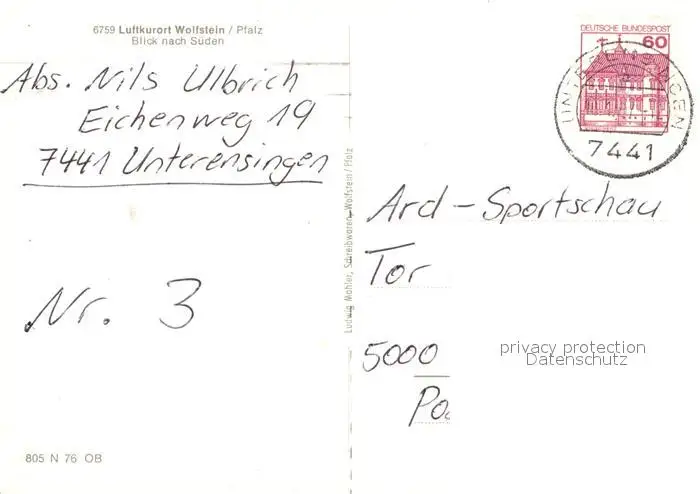 6759 Luftkurort Wolfstein / Pfalz
Blick nach Süden
Abs. Nils Ulbrich
Eichenweg 19
7441 Unterensingen
Nr. 3
805 N 76 OB
Ludwig Mohler, Schreibwaren, Wolfstein/Pfalz
DEUTSCHE BUNDESPOST
60
UNTERENSINGEN
7441
Ard-Sportschau
Tor
5000
Po
privacy protection
Datenschutz